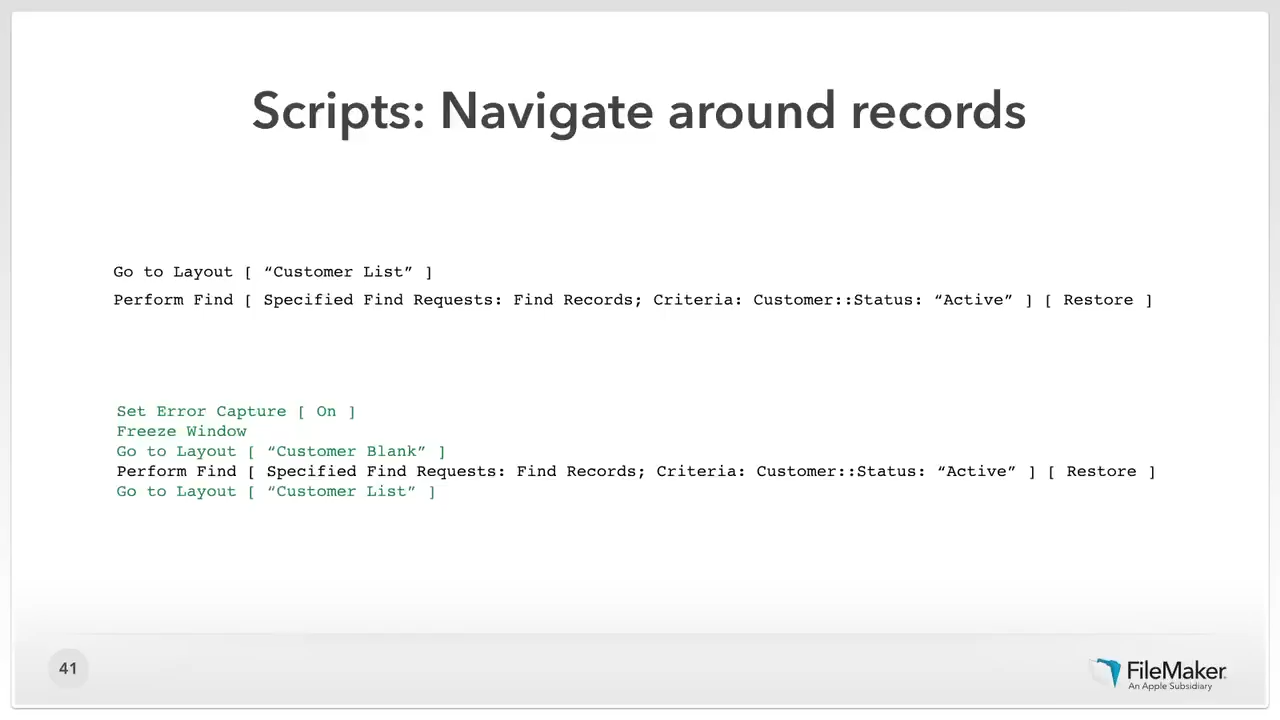 Scripts: Navigate around records
Go to Layout [ “Customer List” ]
Perform Find [ Specified Find Requests: Find Records; Criteria: Customer::Status: “Active” ] [ Restore ]
Set Error Capture [ On ]
Freeze Window
Go to Layout [ “Customer Blank” ]
Perform Find [ Specified Find Requests: Find Records; Criteria: Customer::Status: “Active” ] [ Restore ]
Go to Layout [ “Customer List” ]
41
FileMaker
An Apple Subsidiary